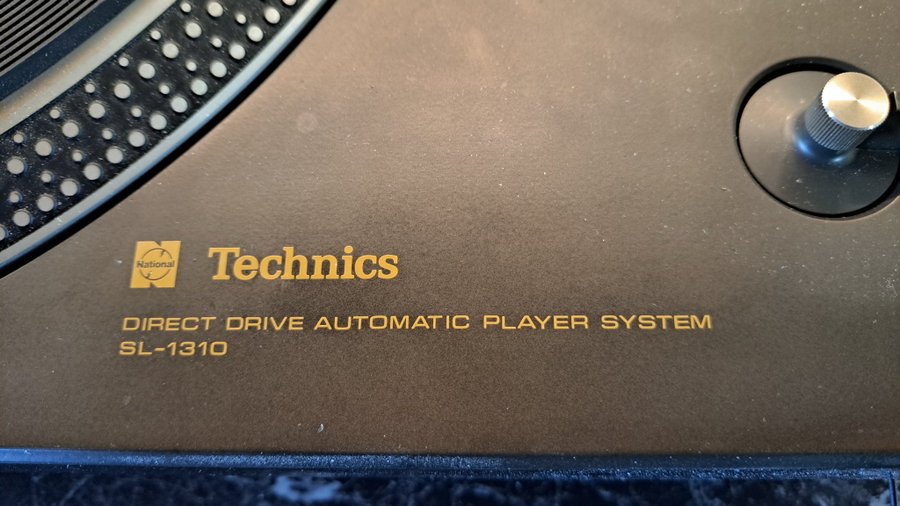 National Technics
DIRECT DRIVE AUTOMATIC PLAYER SYSTEM
SL-1310